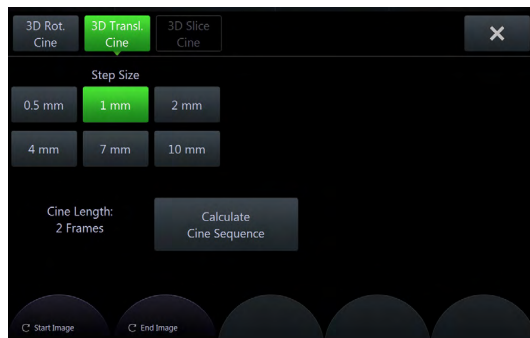 3D Rot.
Cine
3D Transl.
Cine
3D Slice
Cine
Step Size
0.5 mm
1 mm
2 mm
4 mm
7 mm
10 mm
Cine Length:
2 Frames
Calculate
Cine Sequence
Start Image
End Image